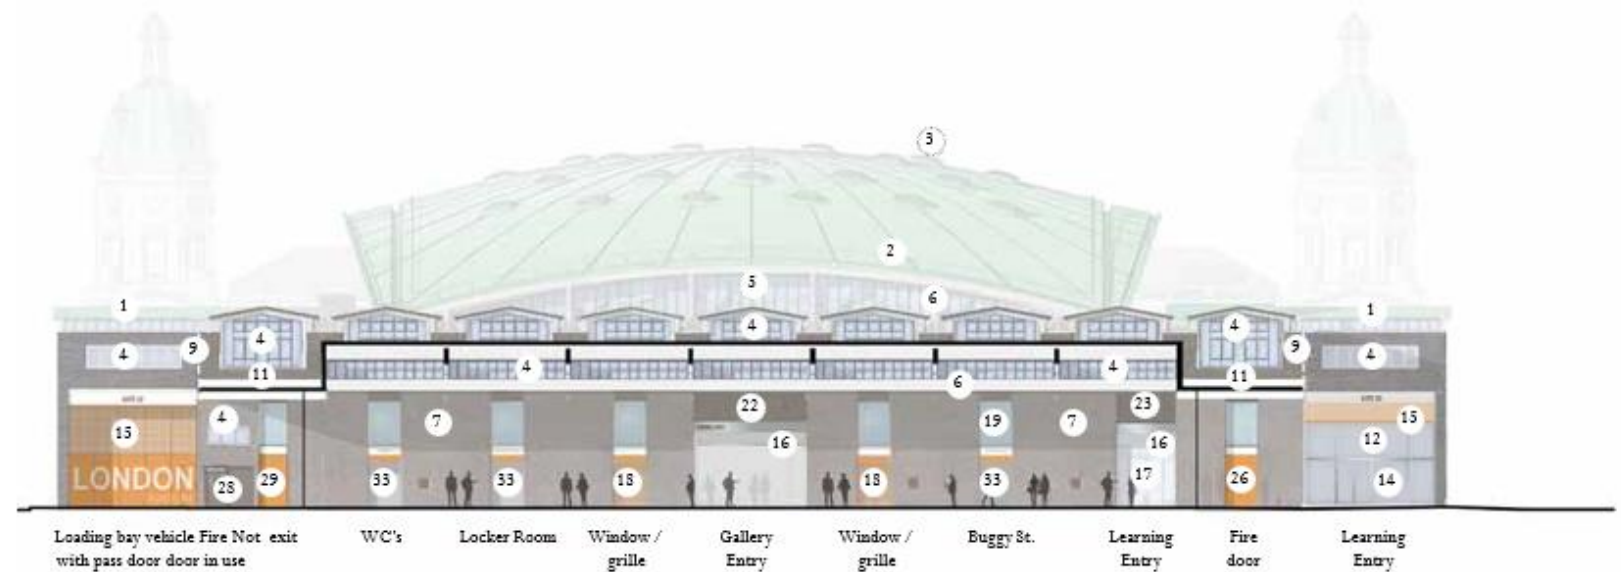 3
2
5
6
1
1
4
4
4
9
9
4
4
11
4
4
11
6
22
23
4
7
19
7
15
15
16
16
12
LONDON
28
29
33
33
18
18
33
17
26
14
Loading bay vehicle Fire Not exit
with pass door door in use
WC's
Locker Room
Window /
grille
Gallery
Entry
Window /
grille
Buggy St.
Learning
Entry
Fire
door
Learning
Entry